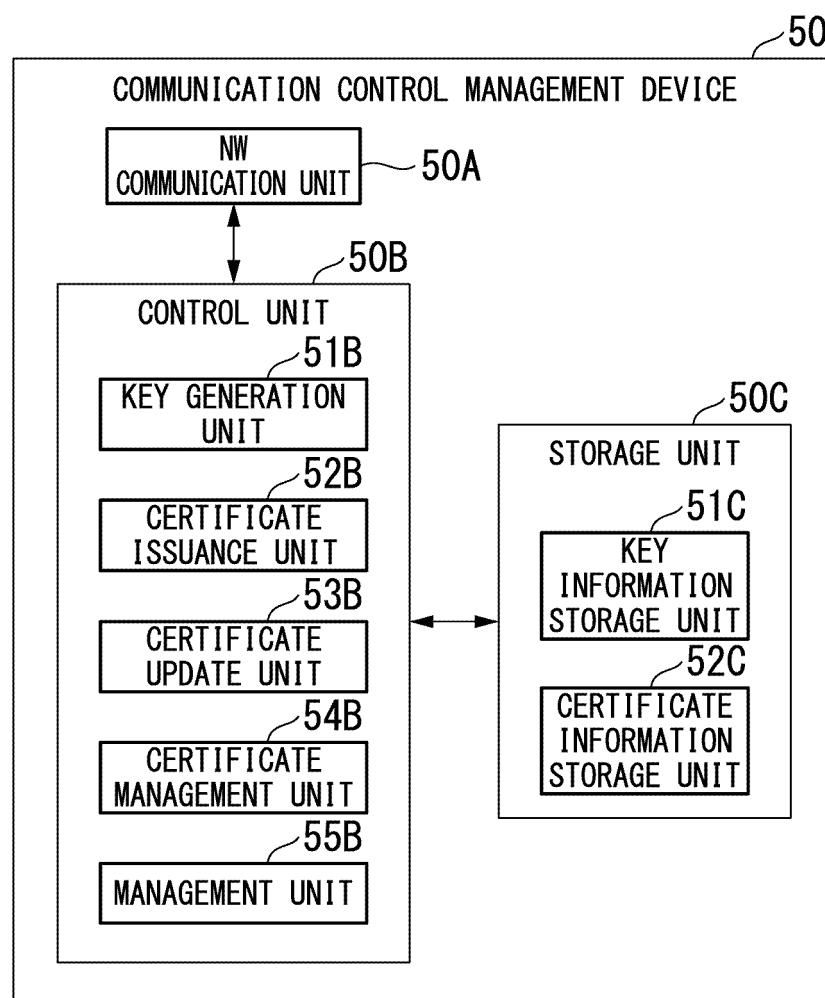 50
COMMUNICATION CONTROL MANAGEMENT DEVICE
NW
COMMUNICATION UNIT
50A
50B
CONTROL UNIT
51B
KEY GENERATION
UNIT
52B
CERTIFICATE
ISSUANCE UNIT
53B
CERTIFICATE
UPDATE UNIT
54B
CERTIFICATE
MANAGEMENT UNIT
55B
MANAGEMENT UNIT
50C
STORAGE UNIT
51C
KEY
INFORMATION
STORAGE UNIT
52C
CERTIFICATE
INFORMATION
STORAGE UNIT